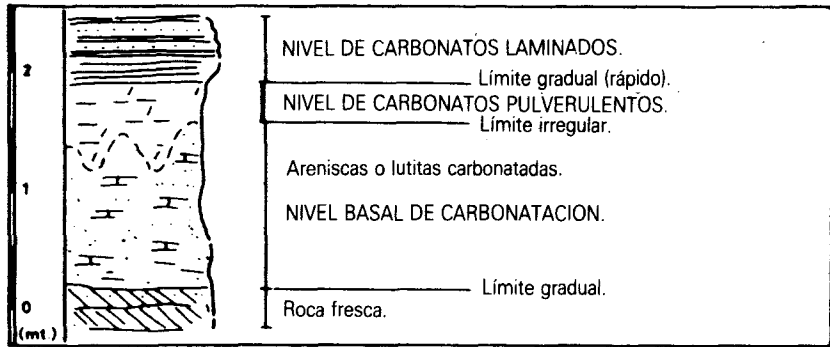 NIVEL DE CARBONATOS LAMINADOS.
2
Límite gradual (rápido).
NIVEL DE CARBONATOS PULVERULENTOS.
Límite irregular.
Areniscas o lutitas carbonatadas.
1
NIVEL BASAL DE CARBONATACION.
Límite gradual.
0
Roca fresca.
(mt.)